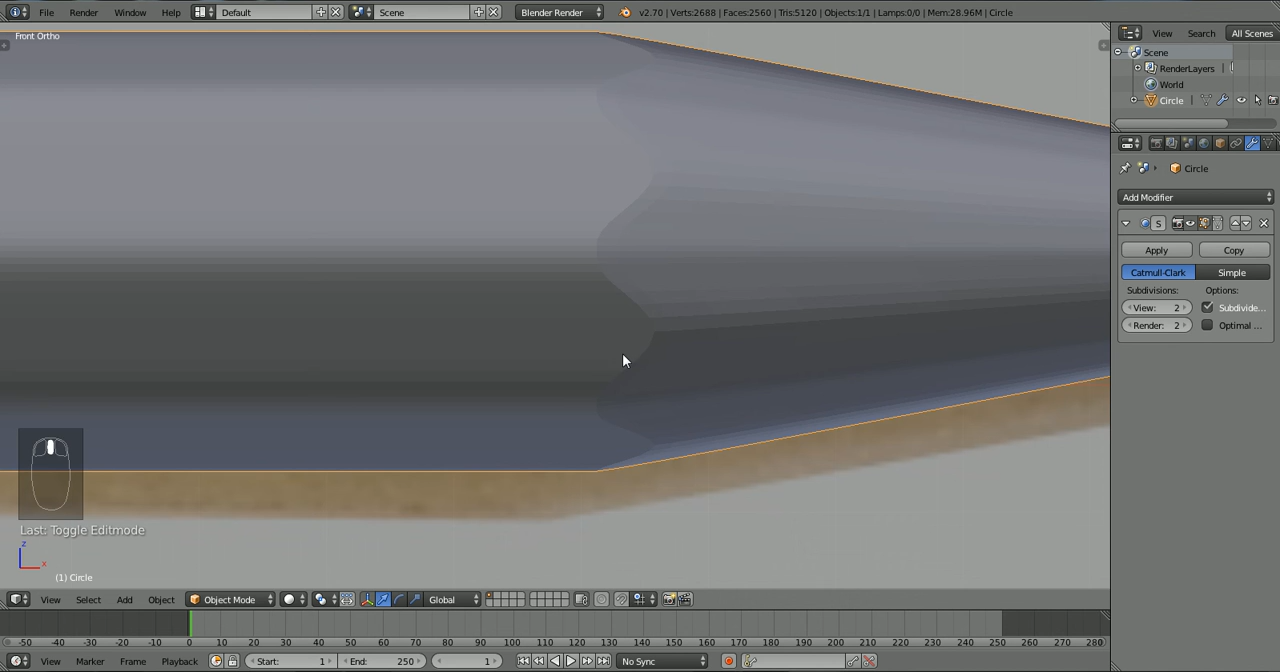 File Render Window Help Default Scene Blender Render v2.70 | Verts:2688 | Faces:2560 | Tris:5120 | Objects:1/1 | Lamps:0/0 | Mem:28.96M | Circle
Front Ortho
View Search All Scenes
Scene
RenderLayers
World
Circle
Circle
Add Modifier
S
Apply Copy
Catmull-Clark Simple
Subdivisions: Options:
View: 2 Subdivide...
Render: 2 Optimal ...
Last: Toggle Editmode
z
x
(1) Circle
View Select Add Object Object Mode Global
-50 -40 -30 -20 -10 0 10 20 30 40 50 60 70 80 90 100 110 120 130 140 150 160 170 180 190 200 210 220 230 240 250 260 270 280
View Marker Frame Playback Start: 1 End: 250 1 No Sync